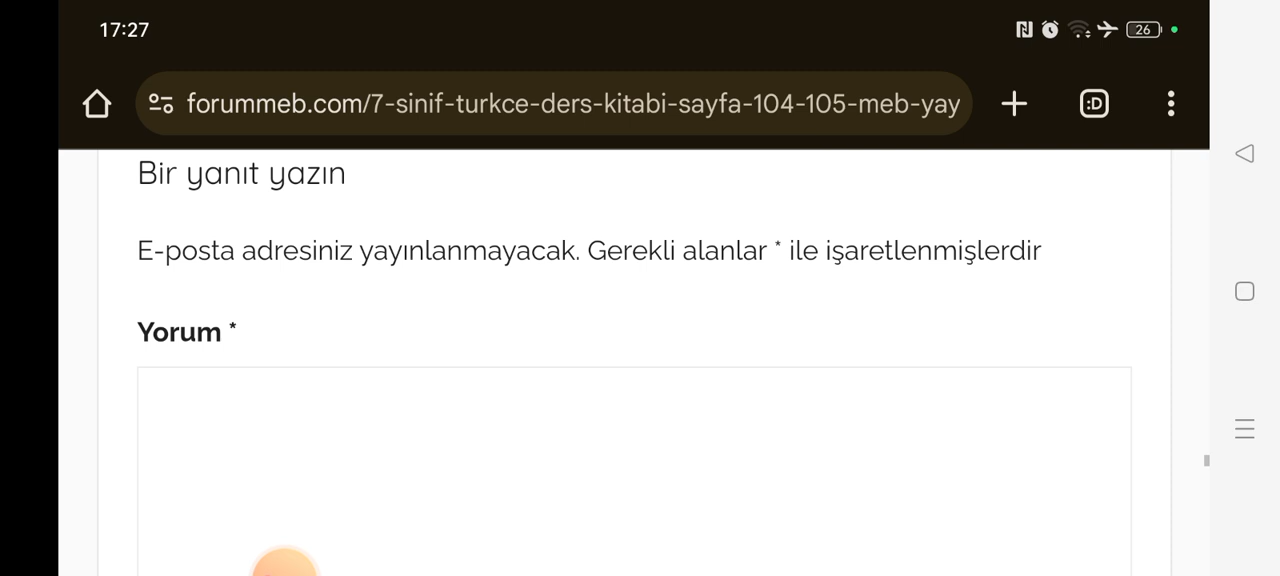 17:27
26
forummeb.com/7-sinif-turkce-ders-kitabi-sayfa-104-105-meb-yay
:D
Bir yanıt yazın
E-posta adresiniz yayınlanmayacak. Gerekli alanlar * ile işaretlenmişlerdir
Yorum *